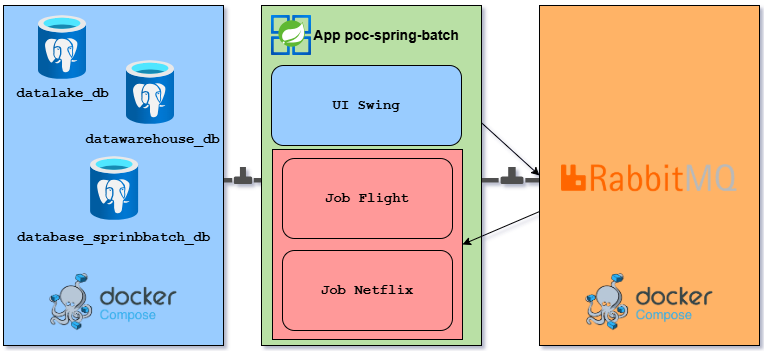 datalake_db
datawarehouse_db
database_sprinbbatch_db
docker
Compose
App poc-spring-batch
UI Swing
Job Flight
Job Netflix
RabbitMQ
docker
Compose